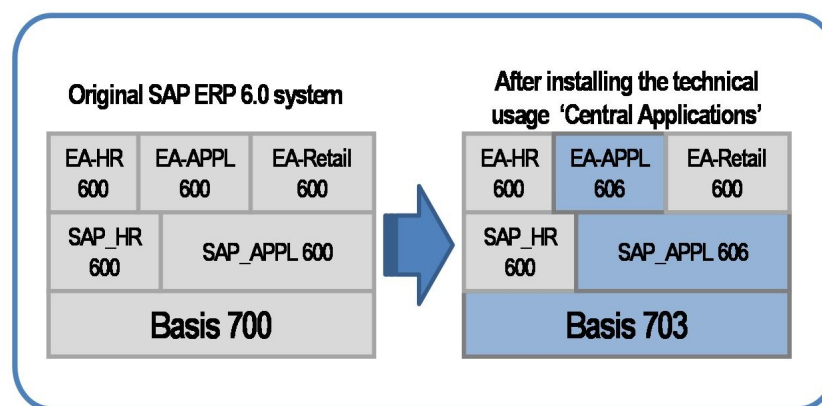 Original SAP ERP 6.0 system
EA-HR
600
EA-APPL
600
EA-Retail
600
SAP_HR
600
SAP_APPL 600
Basis 700
After installing the technical
usage ‘Central Applications’
EA-HR
600
EA-APPL
606
EA-Retail
600
SAP_HR
600
SAP_APPL 606
Basis 703